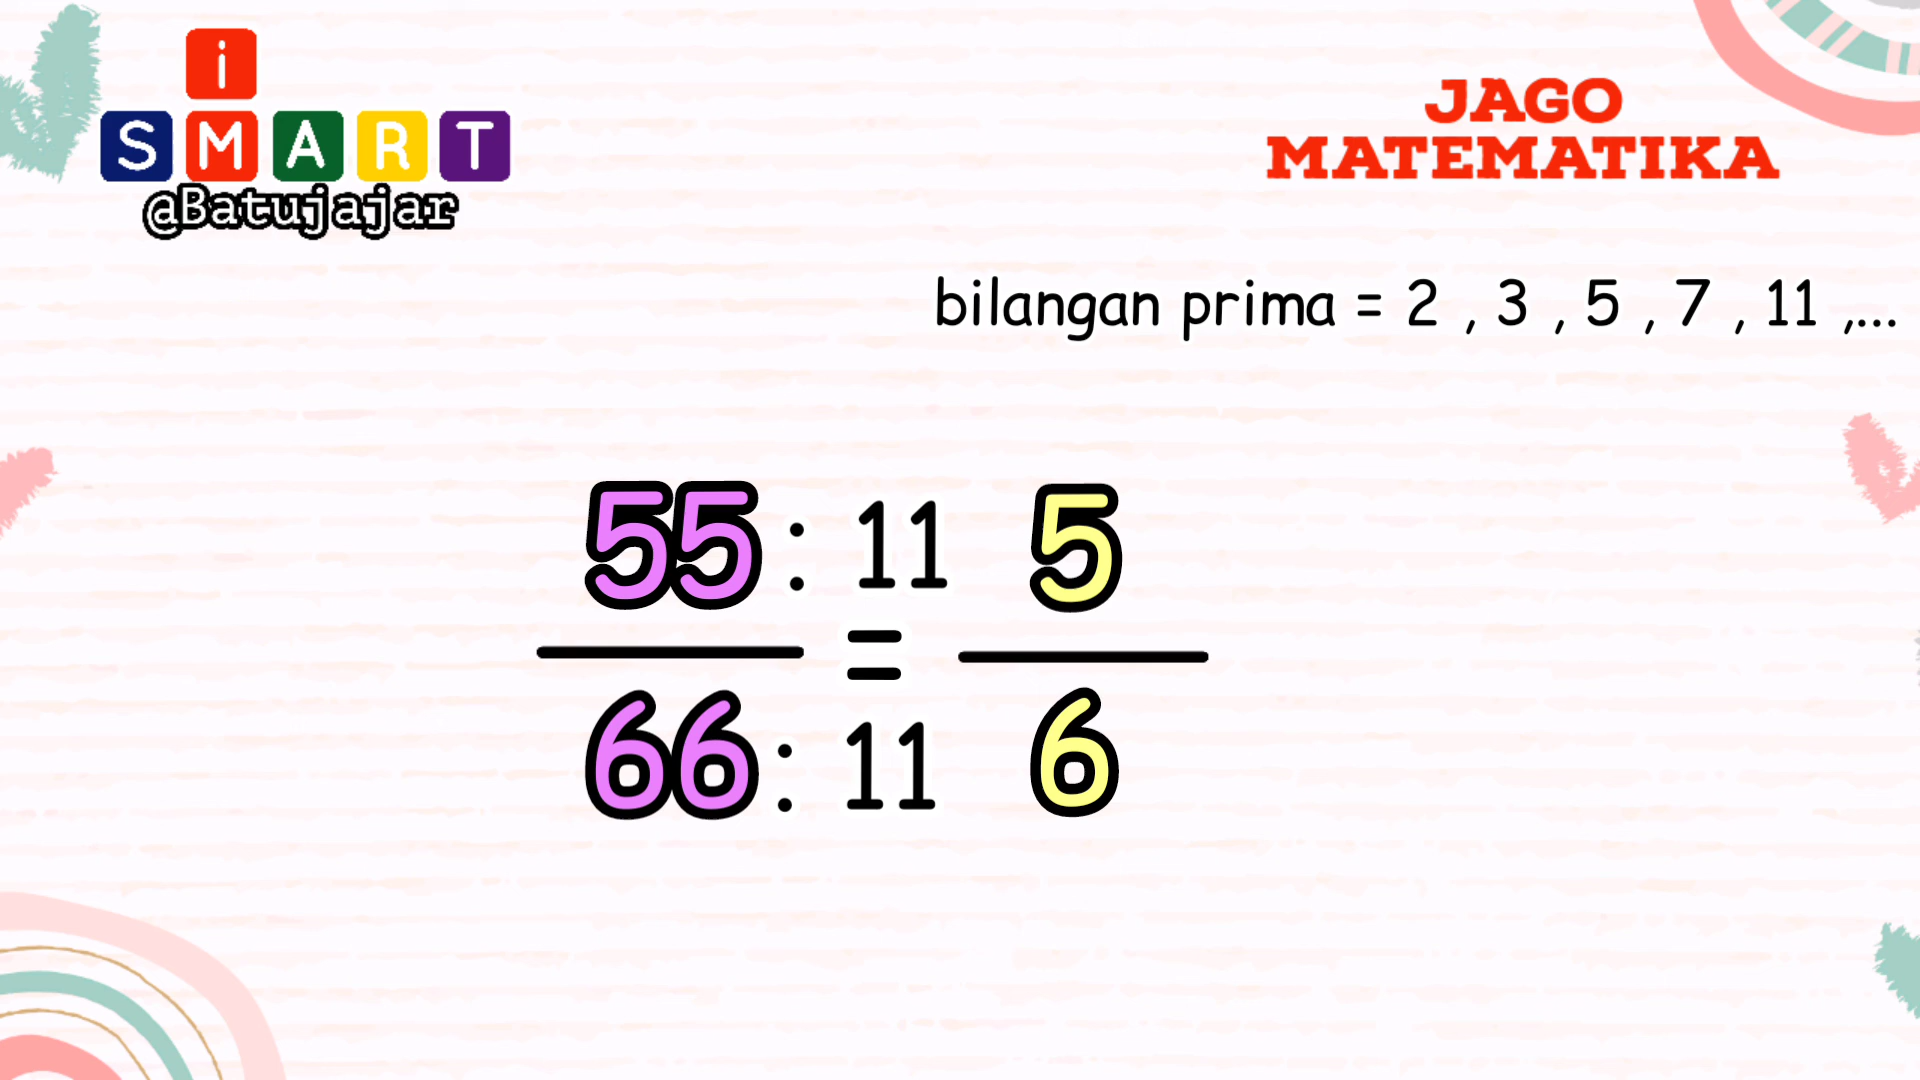 i
SMART
@Batujajar
JAGO
MATEMATIKA
bilangan prima = 2 , 3 , 5 , 7 , 11 ,...
55 : 11 5
=
66 : 11 6